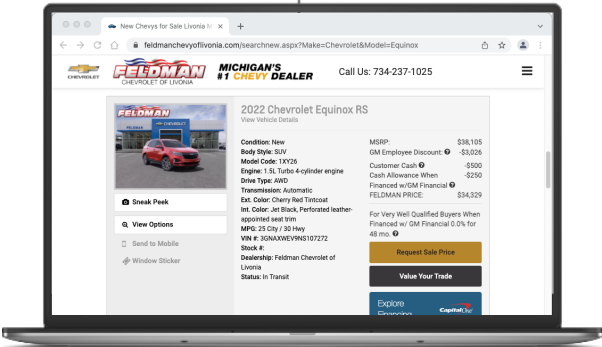 New Chevys for Sale Livonia M
feldmanchevyoflivonia.com/searchnew.aspx?Make=Chevrolet&Model=Equinox
CHEVROLET
FELDMAN
CHEVROLET OF LIVONIA
MICHIGAN'S
#1 CHEVY DEALER
Call Us: 734-237-1025
FELDMAN
FELDMAN
CHEVROLET
2022 Chevrolet Equinox RS
View Vehicle Details
Condition: New
Body Style: SUV
Model Code: 1XY26
Engine: 1.5L Turbo 4-cylinder engine
Drive Type: AWD
Transmission: Automatic
Ext. Color: Cherry Red Tintcoat
Int. Color: Jet Black, Perforated leather-
appointed seat trim
MPG: 25 City / 30 Hwy
VIN #: 3GNAXWEV9NS107272
Stock #:
Dealership: Feldman Chevrolet of
Livonia
Status: In Transit
Sneak Peek
View Options
Send to Mobile
Window Sticker
MSRP: $38,105
GM Employee Discount: -$3,026
Customer Cash -$500
Cash Allowance When -$250
Financed w/GM Financial
FELDMAN PRICE: $34,329
For Very Well Qualified Buyers When
Financed w/ GM Financial 0.0% for
48 mo.
Request Sale Price
Value Your Trade
Explore
Financing
Capital One